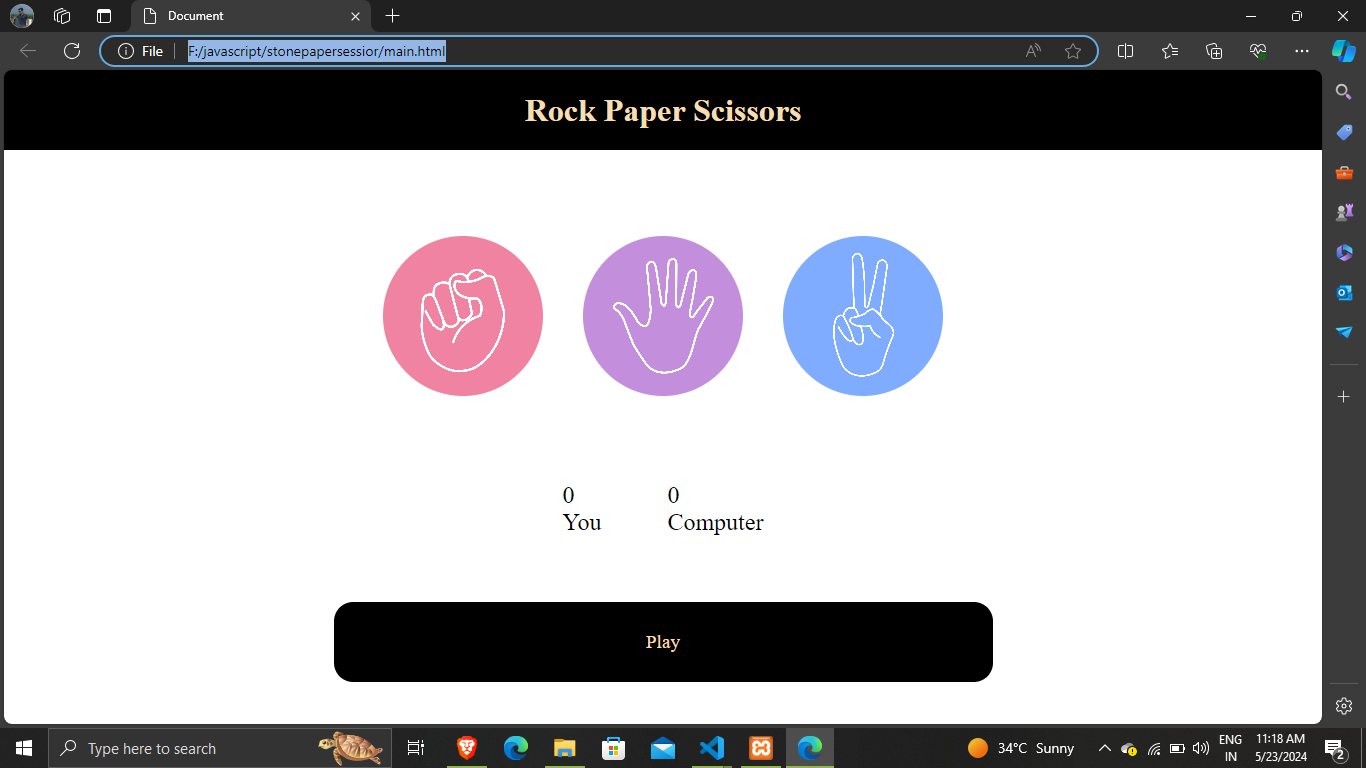 Document
File
F:/javascript/stonepapersessior/main.html
Rock Paper Scissors
0
0
You
Computer
Play
Type here to search
34°C Sunny
ENG
IN
11:18 AM
5/23/2024
2